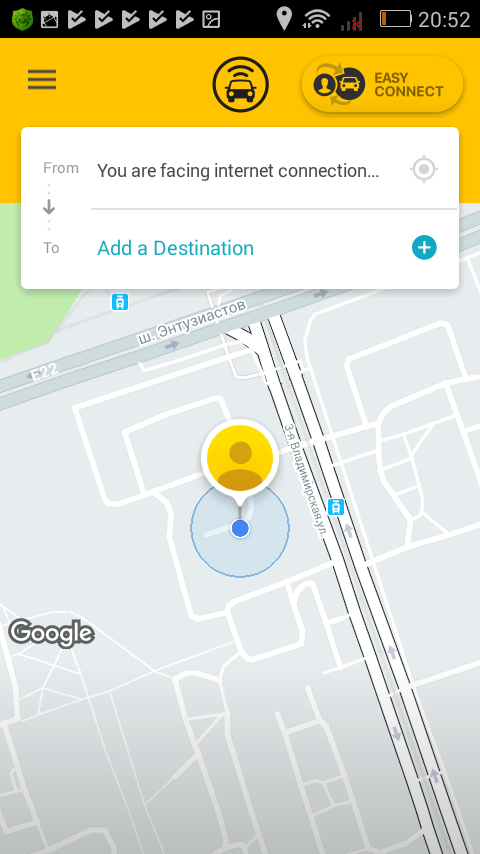 20:52
EASY
CONNECT
From
You are facing internet connection...
To
Add a Destination
ш. Энтузиастов
E22
3-я Владимирская ул.
Google